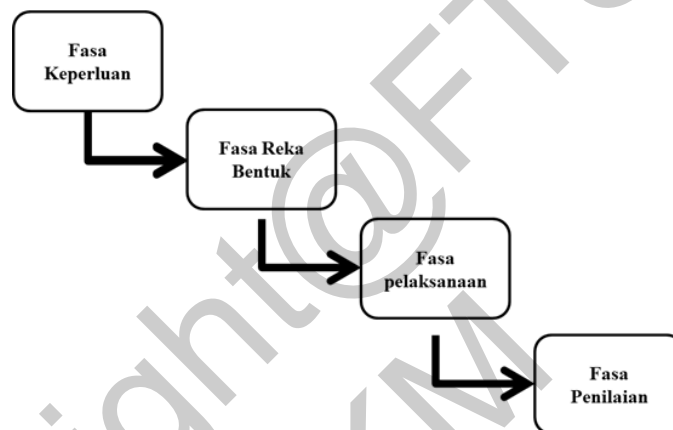 Fasa
Keperluan
Fasa Reka
Bentuk
Fasa
pelaksanaan
Fasa
Penilaian